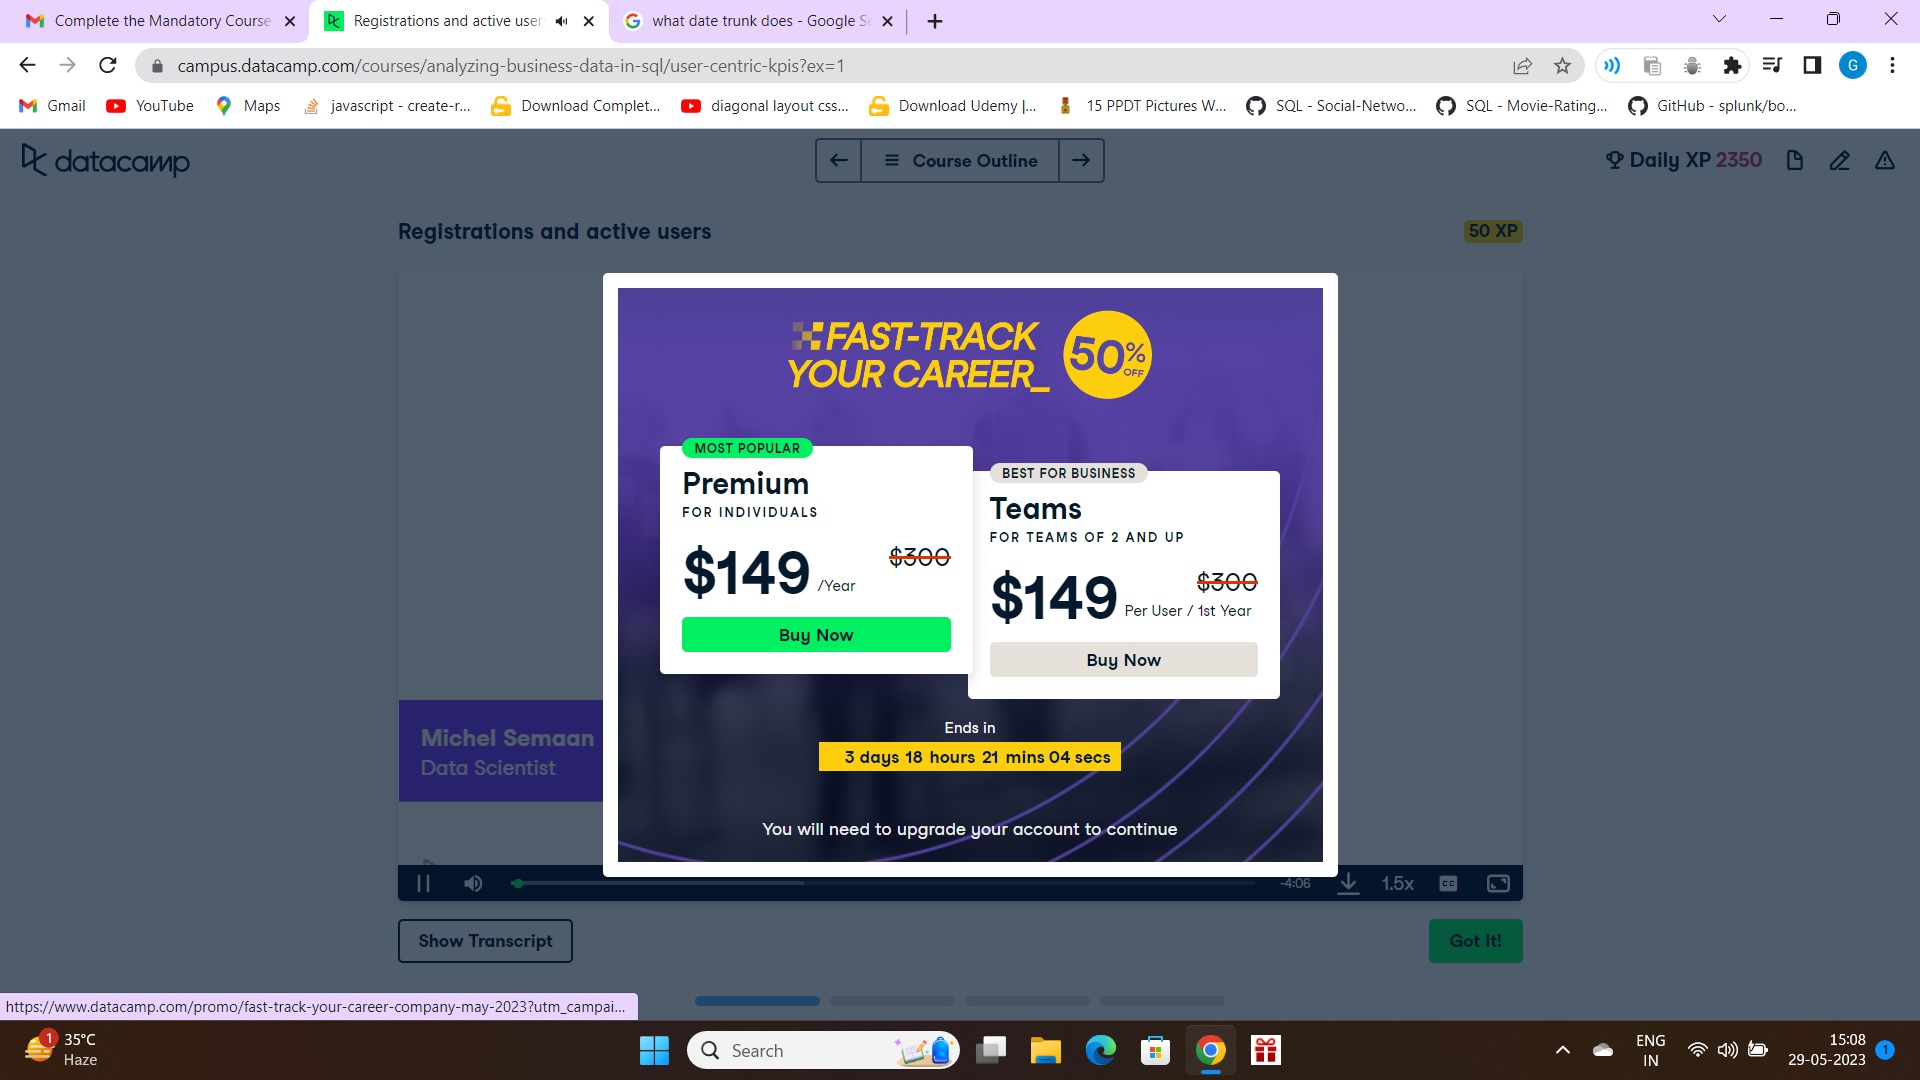 Complete the Mandatory Course
Registrations and active user
what date trunk does - Google Se
campus.datacamp.com/courses/analyzing-business-data-in-sql/user-centric-kpis?ex=1
G
Gmail
YouTube
Maps
javascript - create-r...
Download Complet...
diagonal layout css...
Download Udemy |...
15 PPDT Pictures W...
SQL - Social-Netwo...
SQL - Movie-Rating...
GitHub - splunk/bo...
datacamp
Course Outline
Daily XP 2350
Registrations and active users
50 XP
FAST-TRACK
YOUR CAREER_
50% OFF
MOST POPULAR
Premium
FOR INDIVIDUALS
$300
$149 /Year
Buy Now
BEST FOR BUSINESS
Teams
FOR TEAMS OF 2 AND UP
$300
$149 Per User / 1st Year
Buy Now
Ends in
3 days 18 hours 21 mins 04 secs
You will need to upgrade your account to continue
Michel Semaan
Data Scientist
-4:06
1.5x
CC
Show Transcript
Got It!
https://www.datacamp.com/promo/fast-track-your-career-company-may-2023?utm_campai...
1
35°C
Haze
Search
ENG
IN
15:08
29-05-2023
1